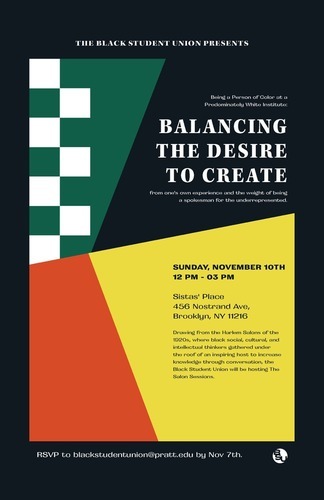 THE BLACK STUDENT UNION PRESENTS
Being a Person of Color at a
Predominately White Institute:
BALANCING
THE DESIRE
TO CREATE
from one's own experience and the weight of being
a spokesman for the underrepresented.
SUNDAY, NOVEMBER 10TH
12 PM - 03 PM
Sistas' Place
456 Nostrand Ave,
Brooklyn, NY 11216
Drawing from the Harlem Salons of the
1920s, where black social, cultural, and
intellectual thinkers gathered under
the roof of an inspiring host to increase
knowledge through conversation, the
Black Student Union will be hosting The
Salon Sessions.
RSVP to blackstudentunion@pratt.edu by Nov 7th.